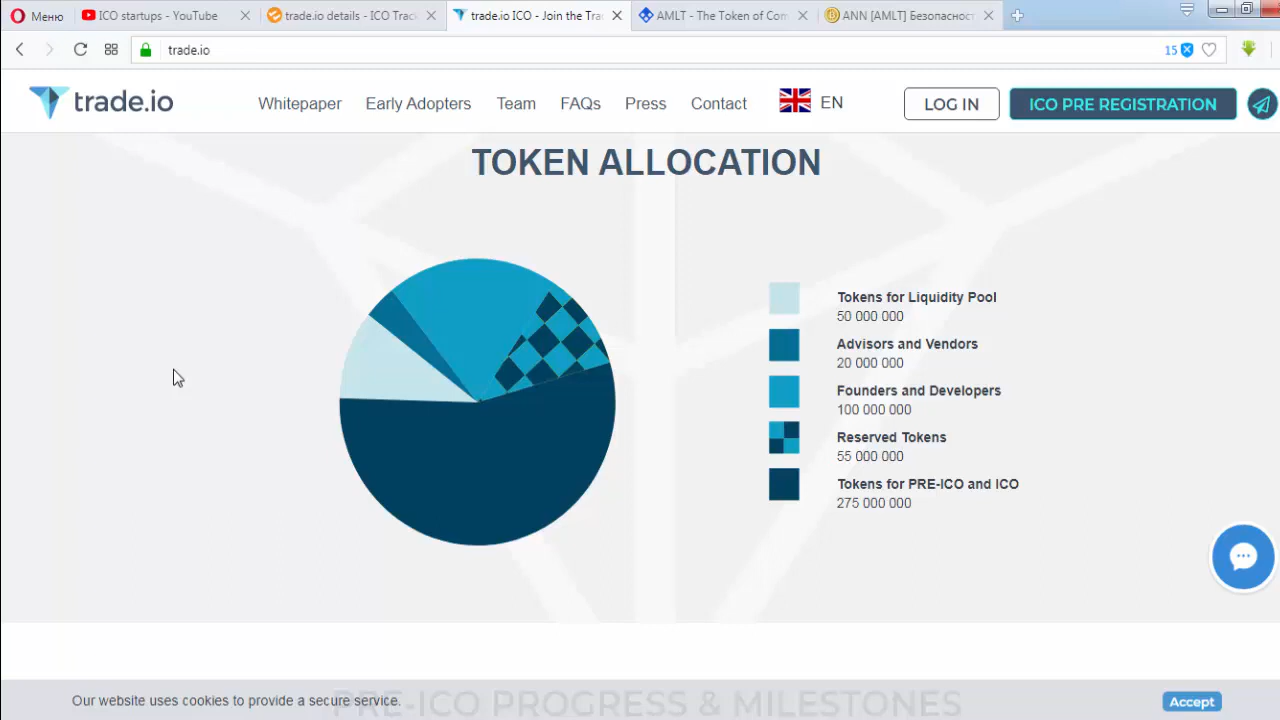 Меню
ICO startups - YouTube
trade.io details - ICO Trac
trade.io ICO - Join the Tra
AMLT - The Token of Com
ANN [AMLT] Безопаснос
trade.io
15
trade.io
Whitepaper
Early Adopters
Team
FAQs
Press
Contact
EN
LOG IN
ICO PRE REGISTRATION
TOKEN ALLOCATION
Tokens for Liquidity Pool
50 000 000
Advisors and Vendors
20 000 000
Founders and Developers
100 000 000
Reserved Tokens
55 000 000
Tokens for PRE-ICO and ICO
275 000 000
PRE-ICO PROGRESS & MILESTONES
Our website uses cookies to provide a secure service.
Accept